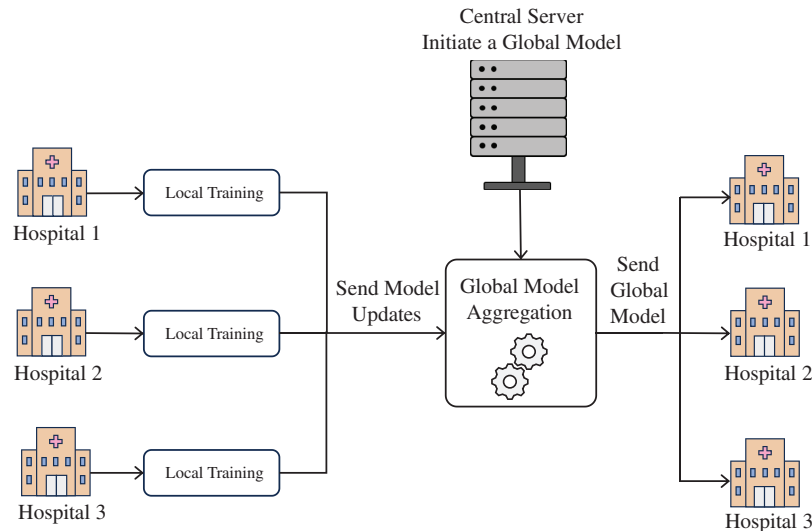 Central Server
Initiate a Global Model
Hospital 1
Local Training
Hospital 2
Local Training
Hospital 3
Local Training
Send Model
Updates
Global Model
Aggregation
Send
Global
Model
Hospital 1
Hospital 2
Hospital 3